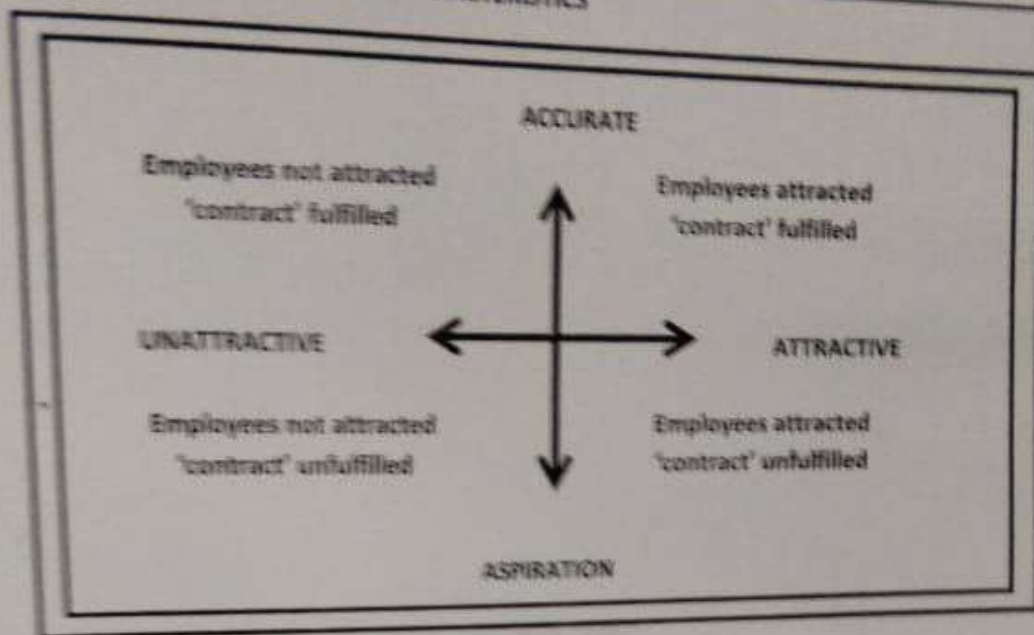 ACCURATE
Employees not attracted
'contract' fulfilled
Employees attracted
'contract' fulfilled
UNATTRACTIVE
ATTRACTIVE
Employees not attracted
'contract' unfulfilled
Employees attracted
'contract' unfulfilled
ASPIRATION